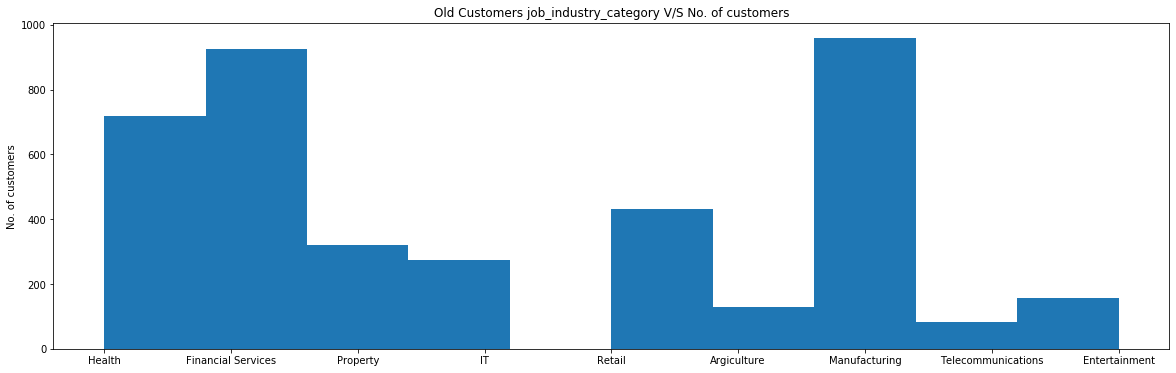 Old Customers job_industry_category V/S No. of customers
1000
800
600
400
200
0
No. of customers
Health Financial Services Property IT Retail Argiculture Manufacturing Telecommunications Entertainment